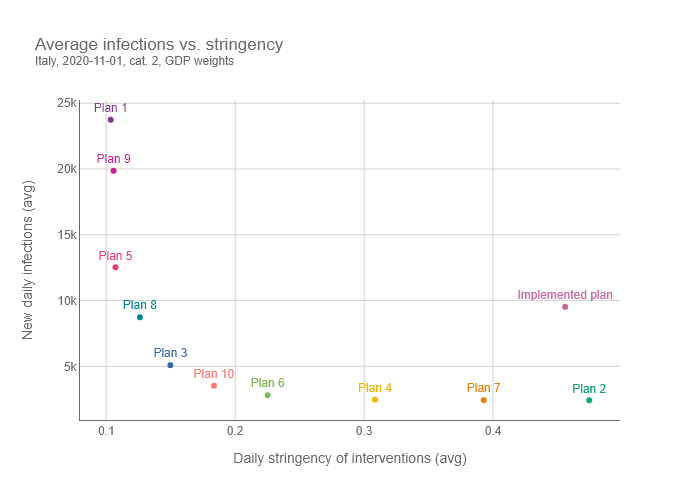 Average infections vs. stringency
Italy, 2020-11-01, cat. 2, GDP weights
25k
Plan 1
Plan 9
20k
15k
Plan 5
10k
Plan 8
Implemented plan
5k
Plan 3
Plan 10
Plan 6
Plan 4
Plan 7
Plan 2
New daily infections (avg)
0.1
0.2
0.3
0.4
Daily stringency of interventions (avg)